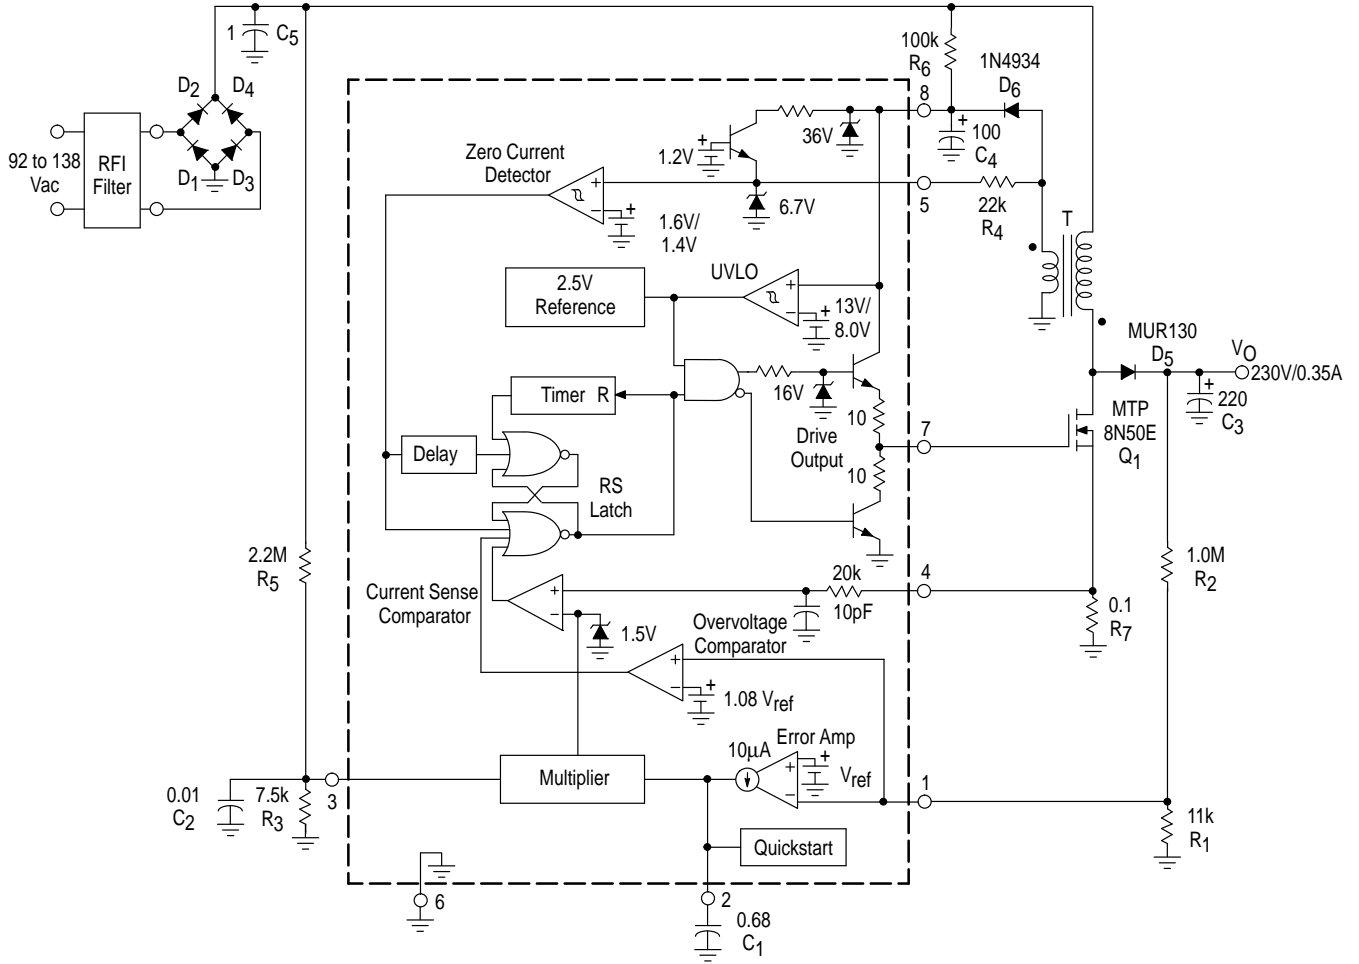 1
C5
D2
D4
D1
D3
92 to 138
Vac
RFI
Filter
100k
R6
1N4934
D6
8
100
C4
+
36V
1.2V
+
Zero Current
Detector
+
−
+
1.6V/
1.4V
6.7V
5
22k
R4
T
2.5V
Reference
UVLO
+
−
+
13V/
8.0V
MUR130
D5
VO
230V/0.35A
+
220
C3
Timer R
16V
10
Drive
Output
10
7
MTP
8N50E
Q1
Delay
RS
Latch
2.2M
R5
1.0M
R2
Current Sense
Comparator
+
−
1.5V
20k
10pF
4
0.1
R7
Overvoltage
Comparator
+
−
+
1.08 Vref
Multiplier
10μA
Error Amp
+
−
+
Vref
1
0.01
C2
7.5k
R3
3
11k
R1
Quickstart
6
2
0.68
C1